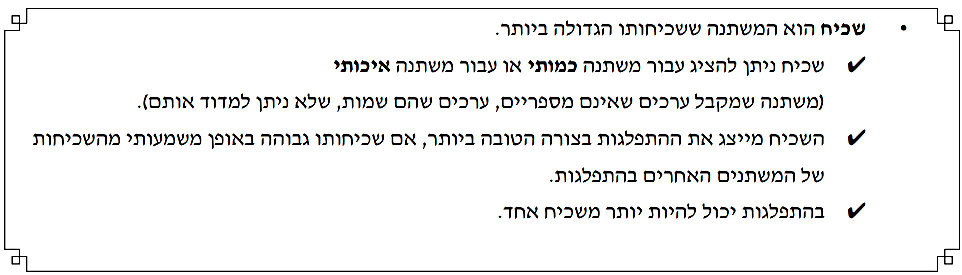 • שכיח הוא המשתנה ששכיחותו הגדולה ביותר.
✔ שכיח ניתן להציג עבור משתנה כמותי או עבור משתנה איכותי
(משתנה שמקבל ערכים שאינם מספריים, ערכים שהם שמות, שלא ניתן למדוד אותם).
✔ השכיח מייצג את ההתפלגות בצורה הטובה ביותר, אם שכיחותו גבוהה באופן משמעותי מהשכיחות
של המשתנים האחרים בהתפלגות.
✔ בהתפלגות יכול להיות יותר משכיח אחד.